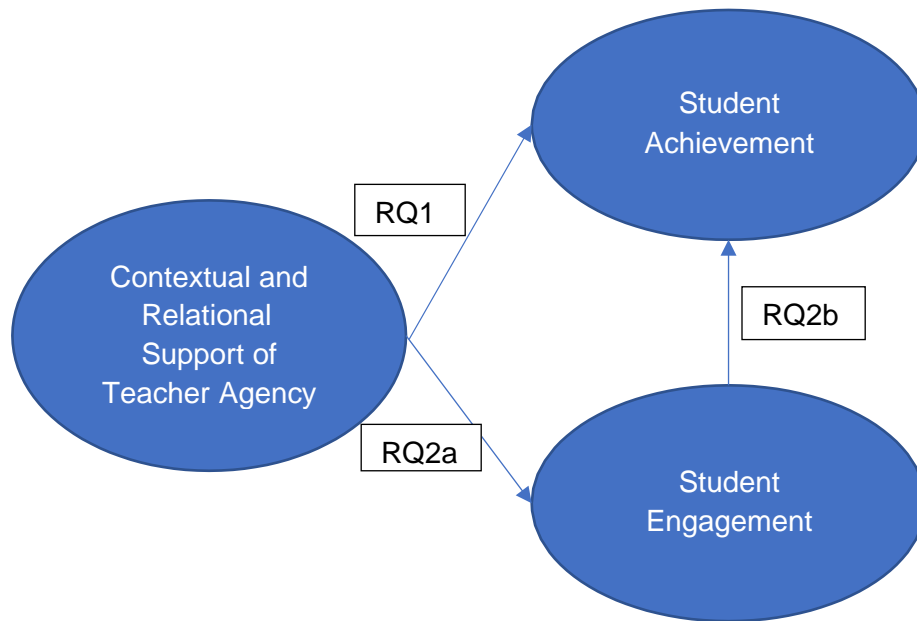 Student
Achievement
RQ1
Contextual and
Relational
Support of
Teacher Agency
RQ2b
RQ2a
Student
Engagement